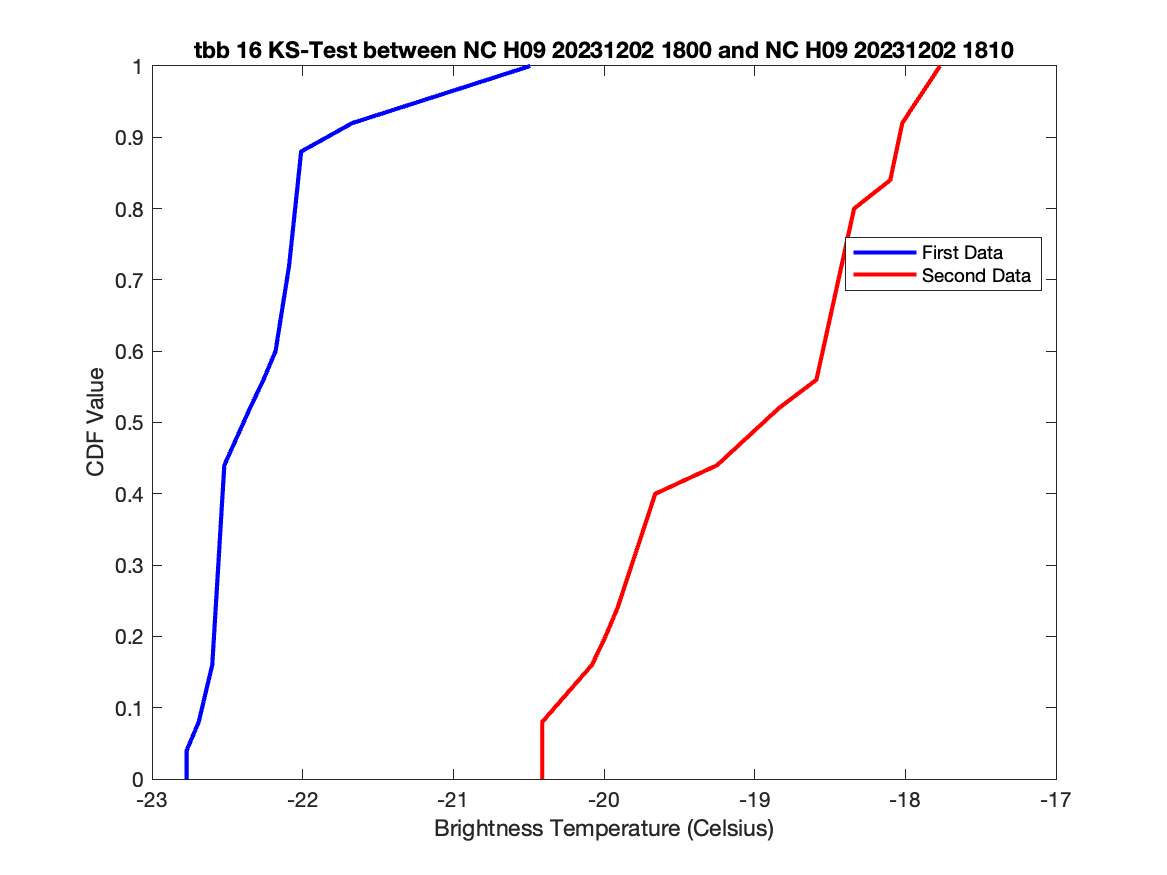 tbb 16 KS-Test between NC H09 20231202 1800 and NC H09 20231202 1810
1
0.9
0.8
0.7
0.6
0.5
0.4
0.3
0.2
0.1
0
CDF Value
First Data
Second Data
-23 -22 -21 -20 -19 -18 -17
Brightness Temperature (Celsius)